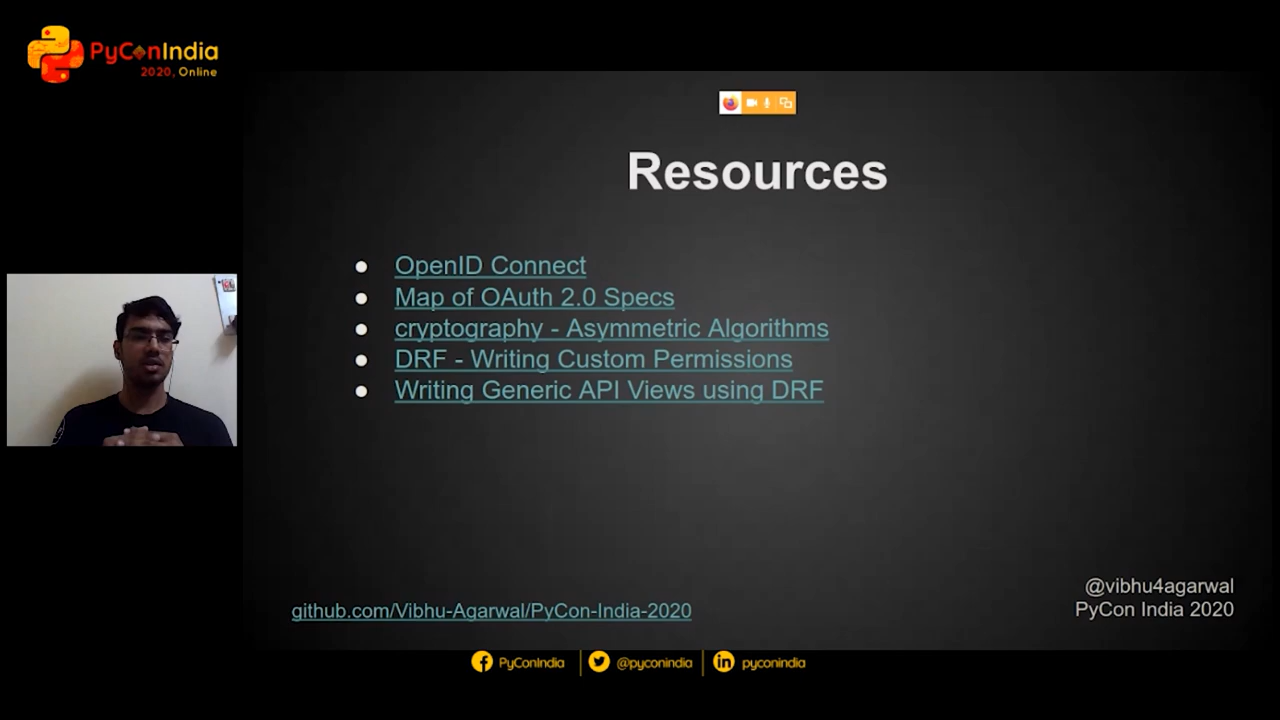 PyConIndia
2020, Online
Resources
OpenID Connect
Map of OAuth 2.0 Specs
cryptography - Asymmetric Algorithms
DRF - Writing Custom Permissions
Writing Generic API Views using DRF
@vibhu4agarwal
github.com/Vibhu-Agarwal/PyCon-India-2020
PyCon India 2020
PyConIndia
@pyconindia
pyconindia